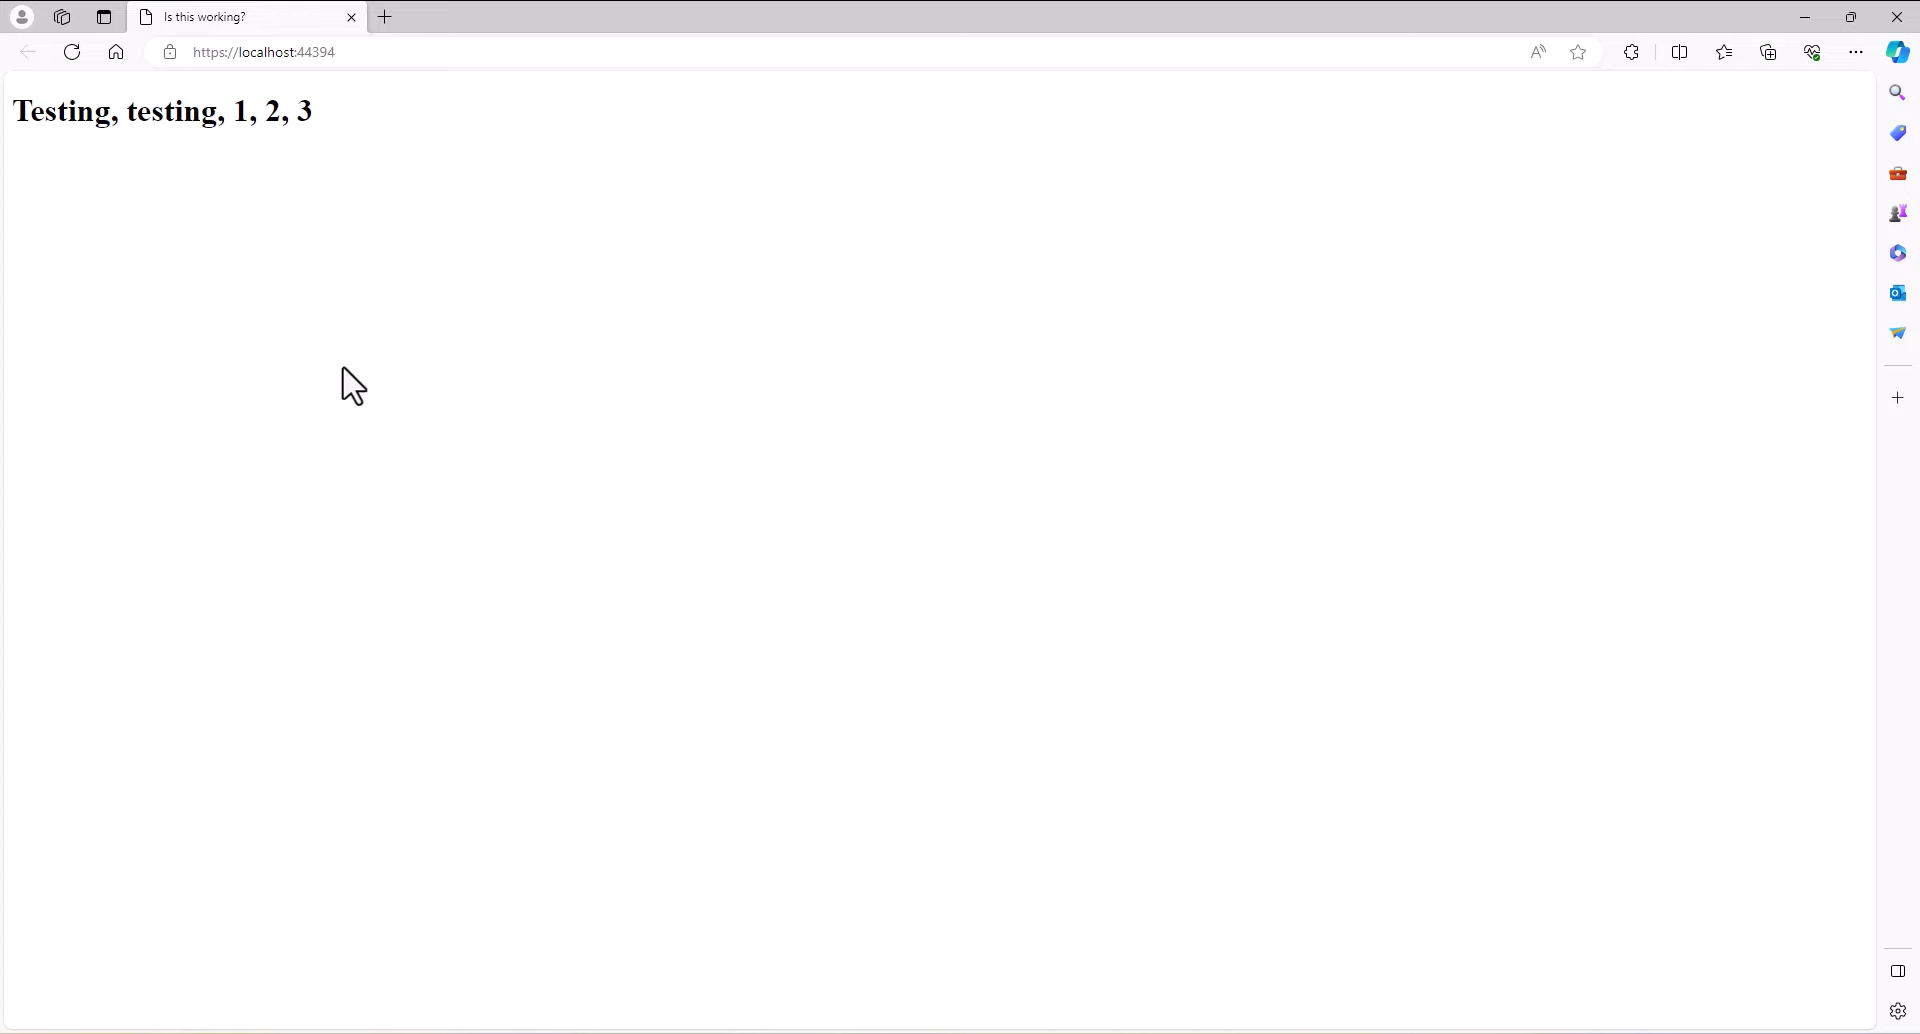 Is this working?
https://localhost:44394
Testing, testing, 1, 2, 3